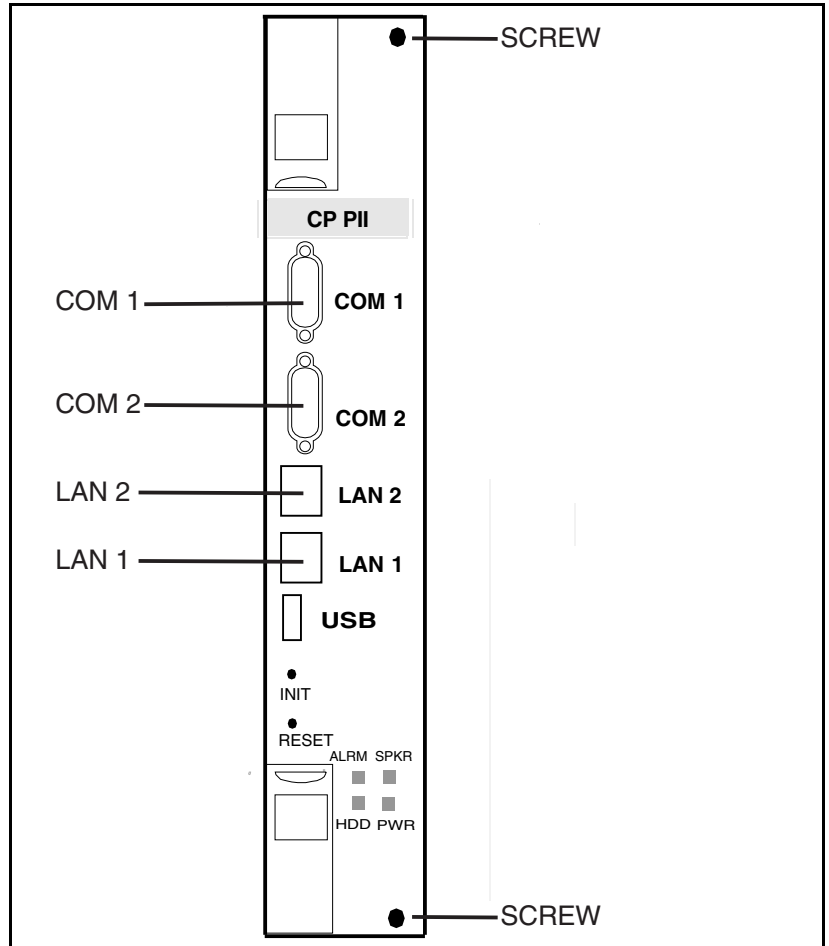 SCREW
CP PII
COM 1
COM 1
COM 2
COM 2
LAN 2
LAN 2
LAN 1
LAN 1
USB
INIT
RESET
ALRM SPKR
HDD PWR
SCREW